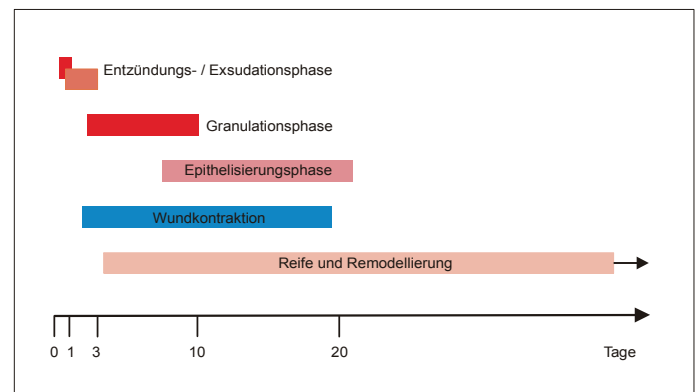 Entzündungs- / Exsudationsphase
Granulationsphase
Epithelisierungsphase
Wundkontraktion
Reife und Remodellierung
0 1 3 10 20 Tage